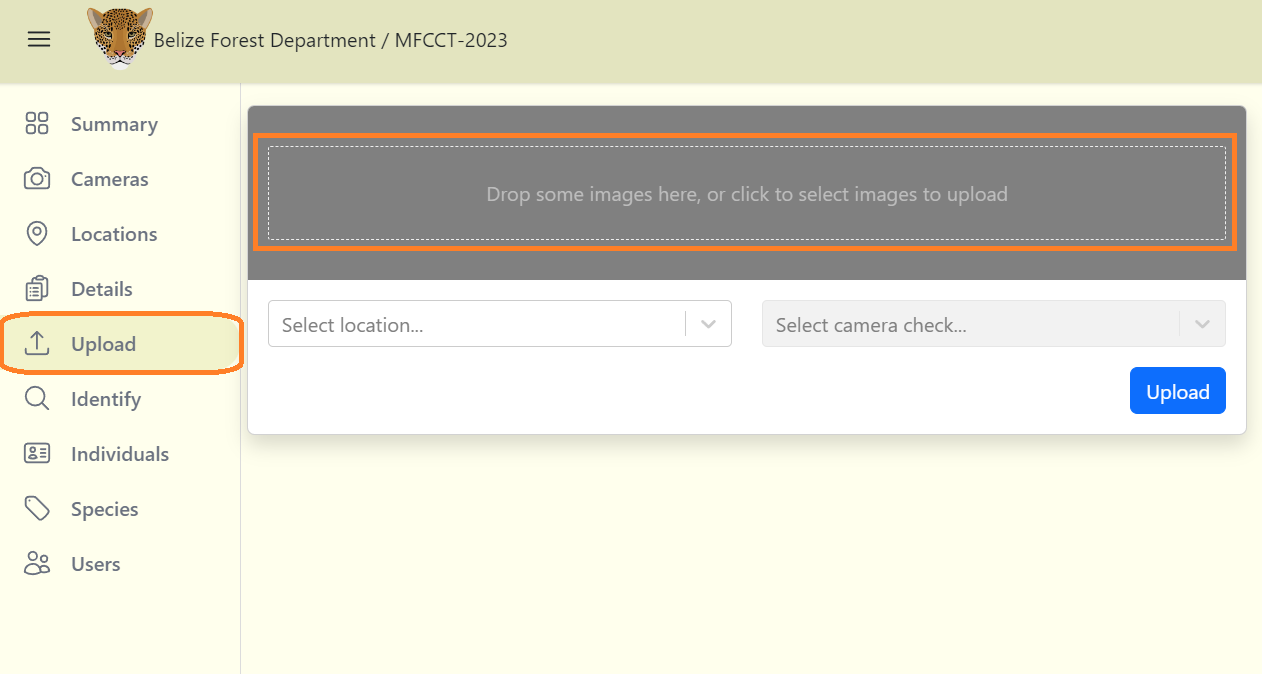 Belize Forest Department / MFCCT-2023
Summary
Cameras
Locations
Details
Upload
Identify
Individuals
Species
Users
Drop some images here, or click to select images to upload
Select location...
Select camera check...
Upload